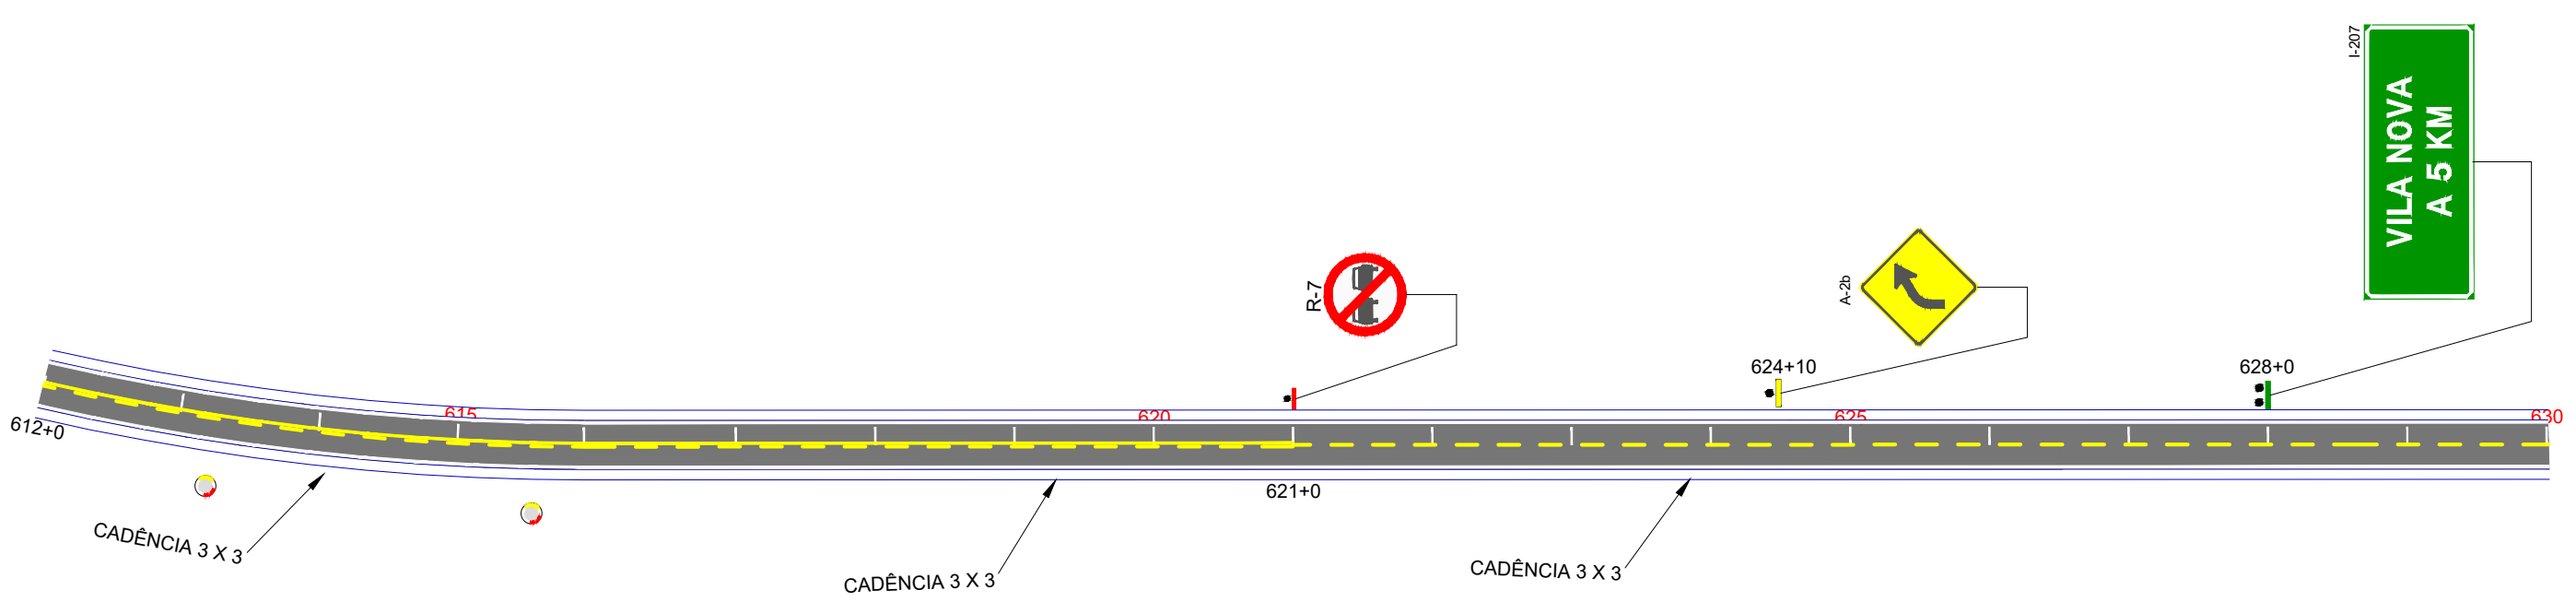 I-207
VILA NOVA
A 5 KM
R-7
A-2b
624+10
628+0
615
620
625
630
612+0
621+0
CADÊNCIA 3 X 3
CADÊNCIA 3 X 3
CADÊNCIA 3 X 3